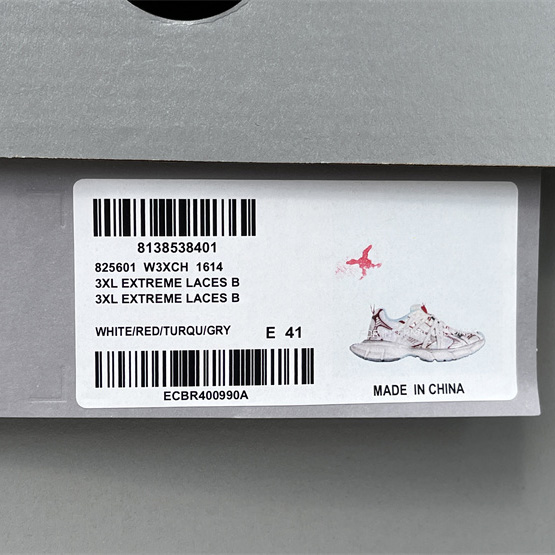 8138538401
825601 W3XCH 1614
3XL EXTREME LACES B
3XL EXTREME LACES B
WHITE/RED/TURQU/GRY E 41
ECBR400990A
MADE IN CHINA